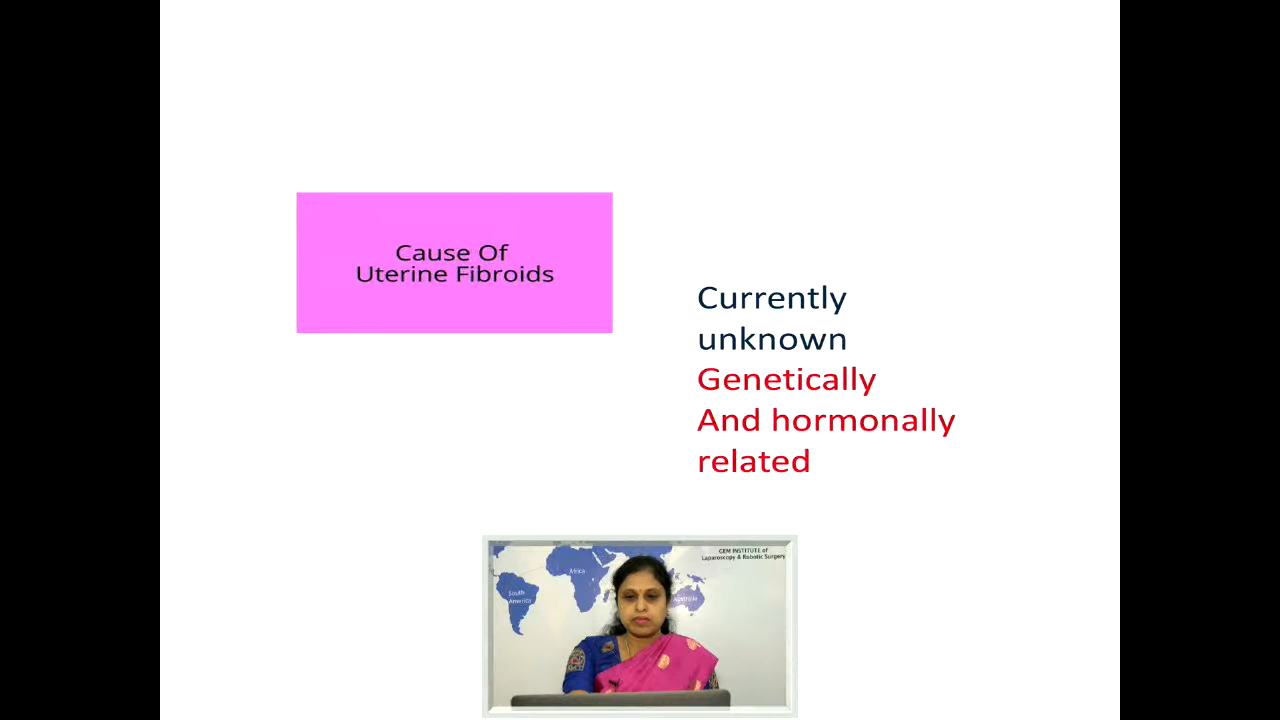 Cause Of
Uterine Fibroids
Currently
unknown
Genetically
And hormonally
related
GEM INSTITUTE of
Laparoscopy & Robotic Surgery
Africa
South
America
Australia